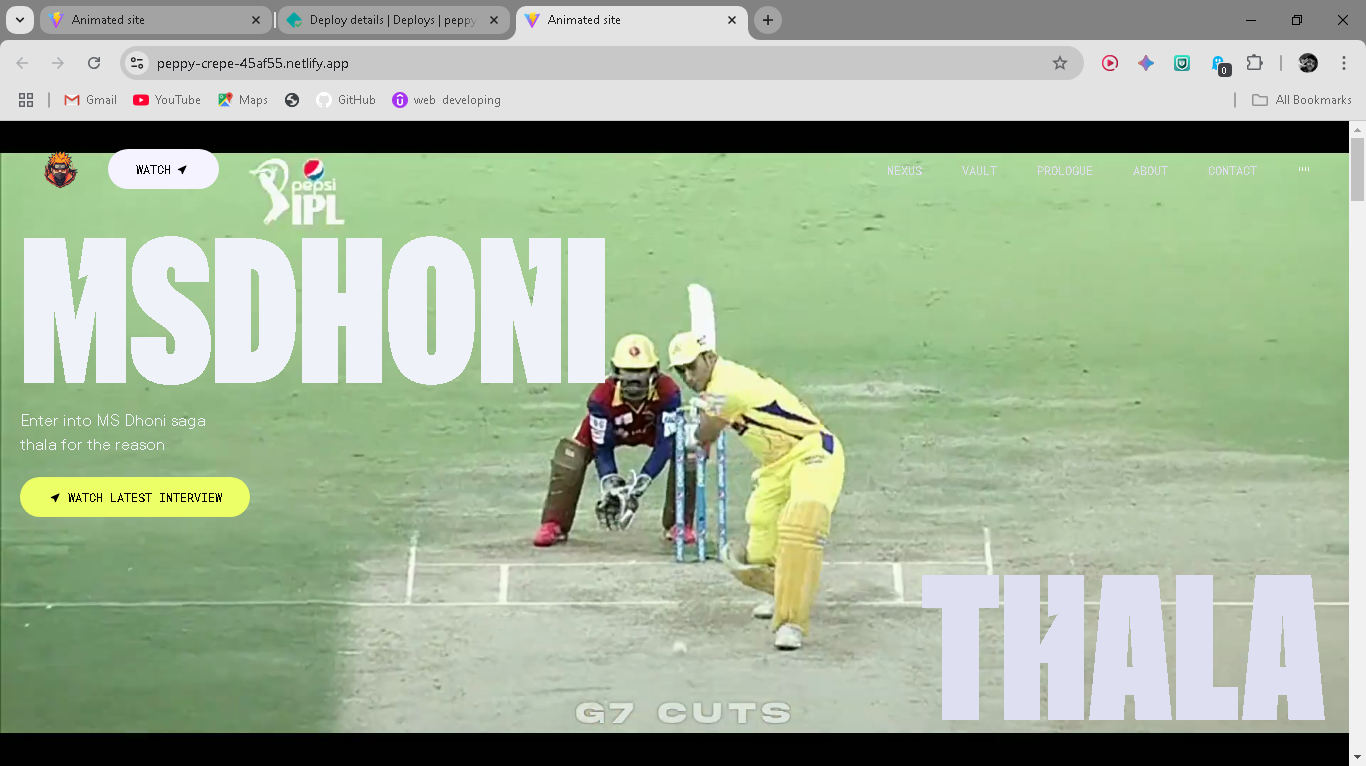 Animated site
Deploy details | Deploys | peppy
Animated site
peppy-crepe-45af55.netlify.app
0
Gmail
YouTube
Maps
GitHub
web developing
All Bookmarks
WATCH
pepsi
IPL
NEXUS
VAULT
PROLOGUE
ABOUT
CONTACT
MSDHONI
Enter into MS Dhoni saga
thala for the reason
WATCH LATEST INTERVIEW
THALA
G7 CUTS